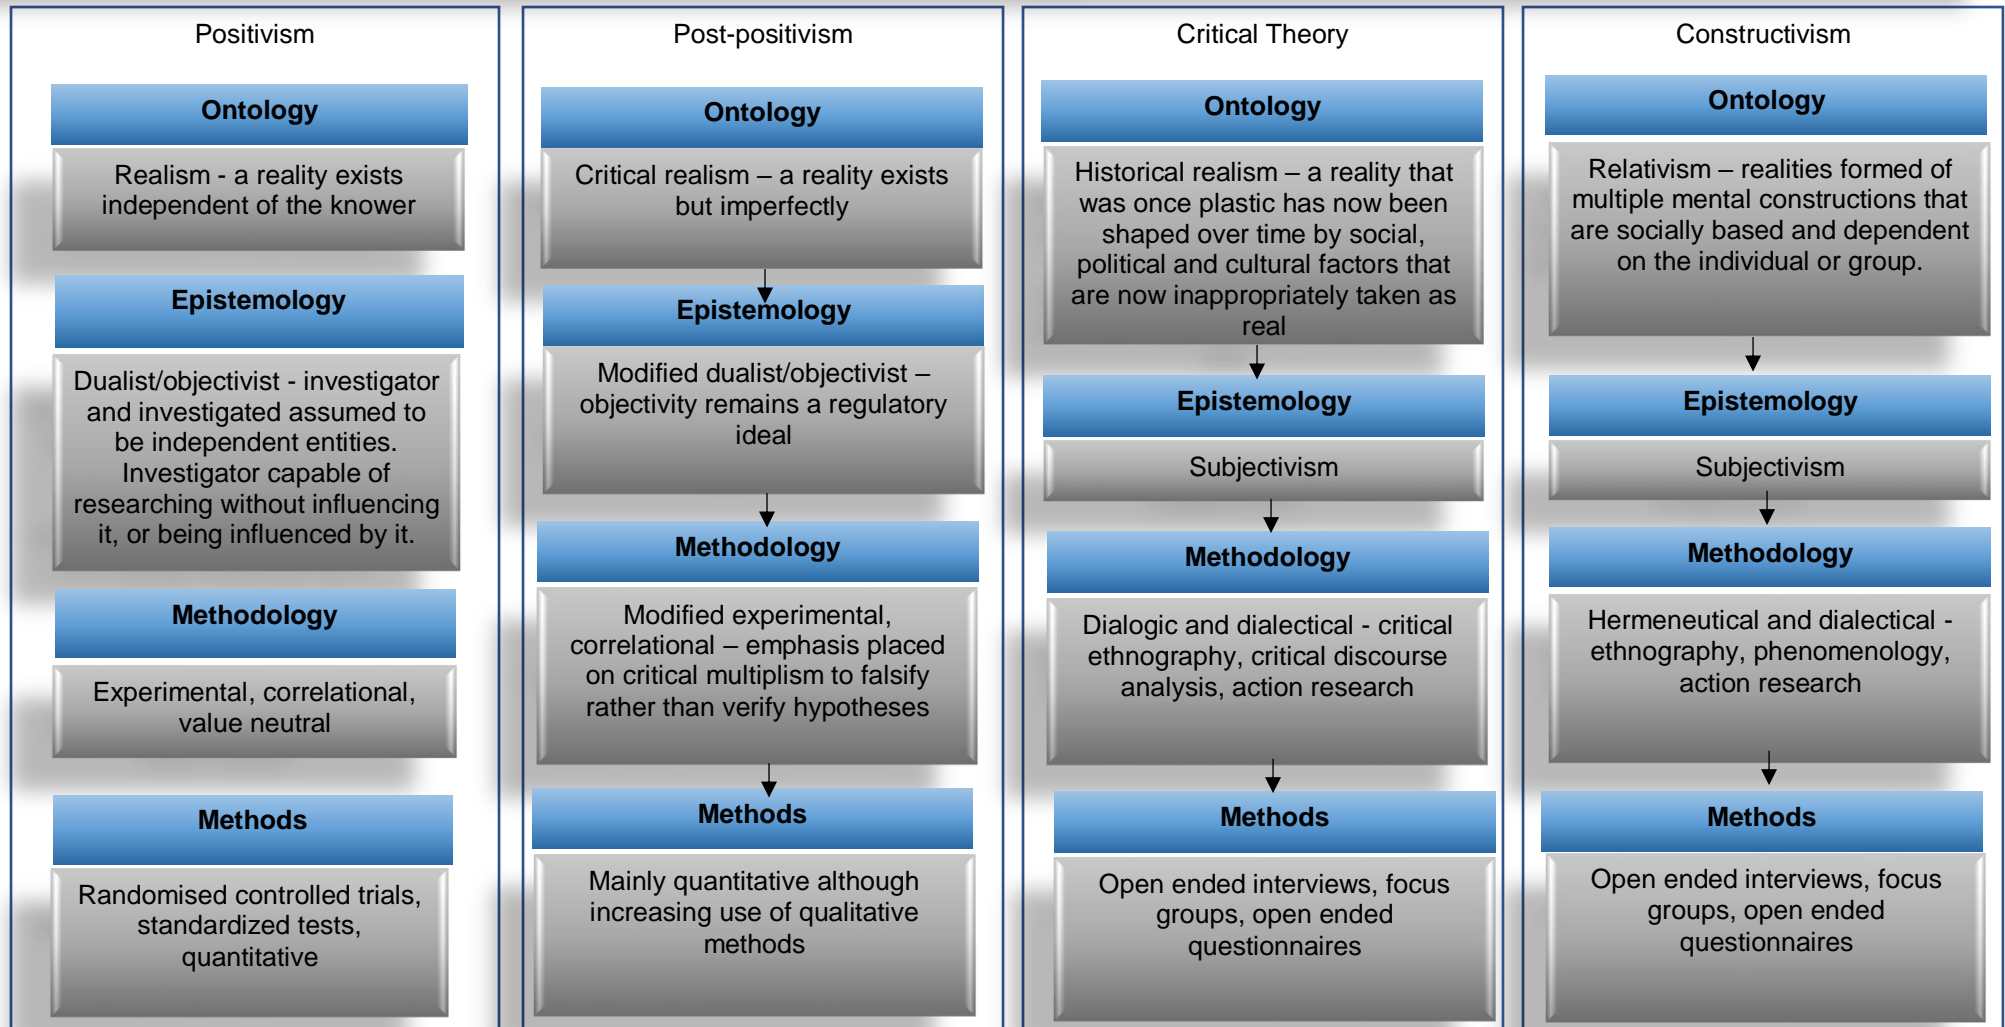 Positivism
Ontology
Realism - a reality exists
independent of the knower
Epistemology
Dualist/objectivist - investigator
and investigated assumed to
be independent entities.
Investigator capable of
researching without influencing
it, or being influenced by it.
Methodology
Experimental, correlational,
value neutral
Methods
Randomised controlled trials,
standardized tests,
quantitative
Post-positivism
Ontology
Critical realism – a reality exists
but imperfectly
Epistemology
Modified dualist/objectivist –
objectivity remains a regulatory
ideal
Methodology
Modified experimental,
correlational – emphasis placed
on critical multiplism to falsify
rather than verify hypotheses
Methods
Mainly quantitative although
increasing use of qualitative
methods
Critical Theory
Ontology
Historical realism – a reality that
was once plastic has now been
shaped over time by social,
political and cultural factors that
are now inappropriately taken as
real
Epistemology
Subjectivism
Methodology
Dialogic and dialectical - critical
ethnography, critical discourse
analysis, action research
Methods
Open ended interviews, focus
groups, open ended
questionnaires
Constructivism
Ontology
Relativism – realities formed of
multiple mental constructions that
are socially based and dependent
on the individual or group.
Epistemology
Subjectivism
Methodology
Hermeneutical and dialectical -
ethnography, phenomenology,
action research
Methods
Open ended interviews, focus
groups, open ended
questionnaires